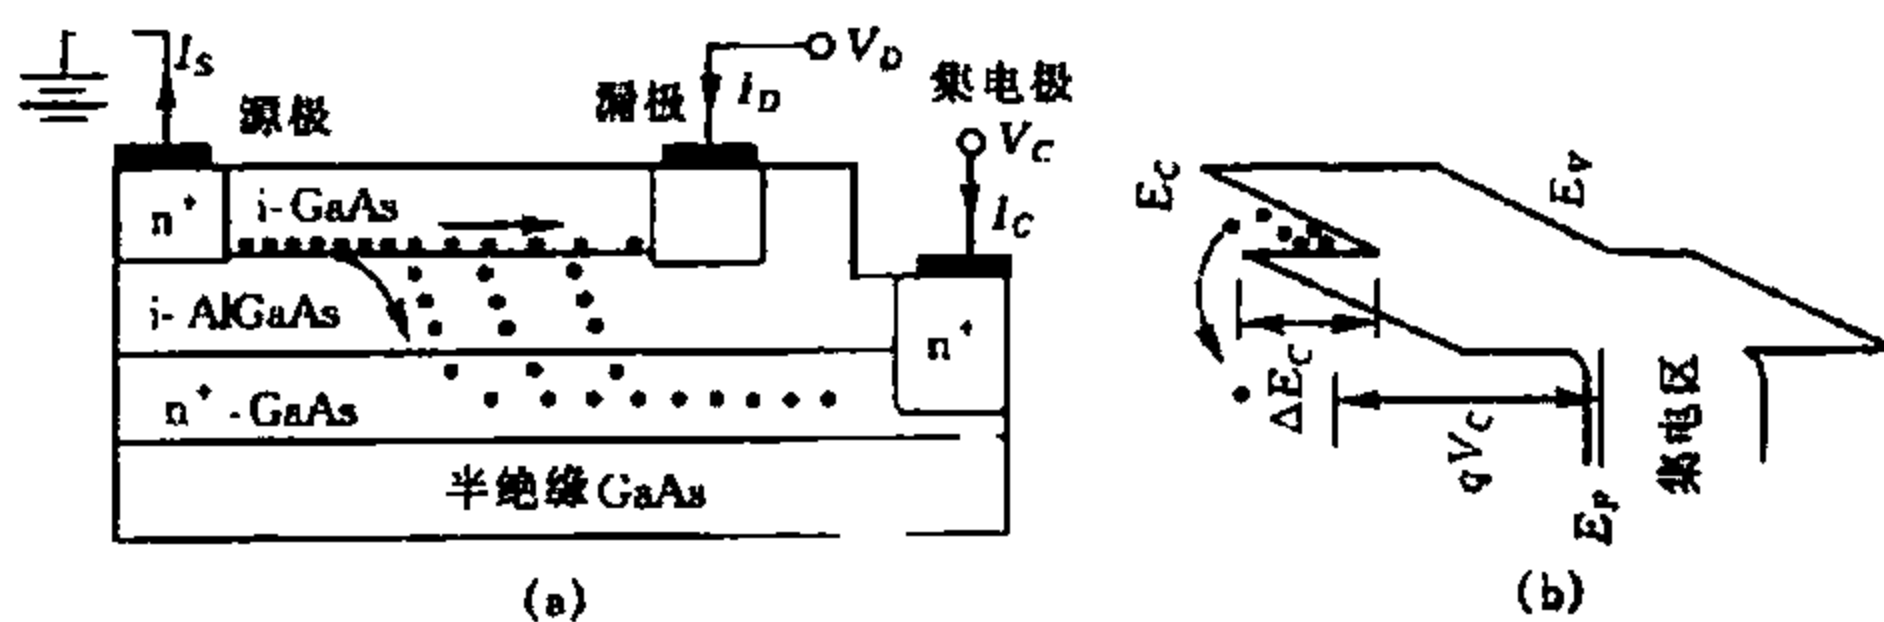 I_S
源极
漏极
i_D
V_D
集电极
V_C
I_C
n⁺
i-GaAs
i-AlGaAs
n⁺
n⁺-GaAs
半绝缘GaAs
(a)
E_C
E_V
ΔE_C
qV_C
E_F
集电区
(b)